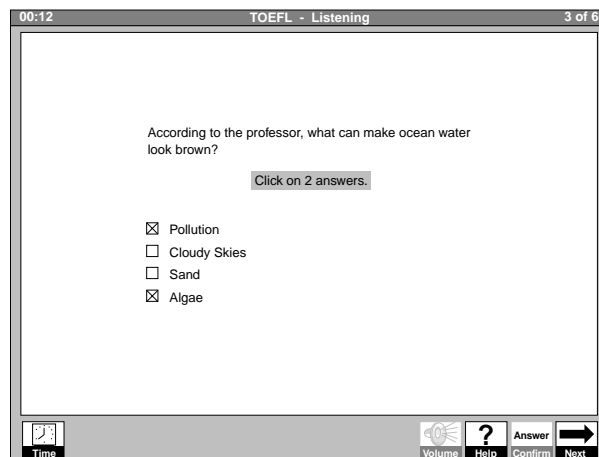 00:12 TOEFL - Listening 3 of 6
According to the professor, what can make ocean water
look brown?
Click on 2 answers.
Pollution
Cloudy Skies
Sand
Algae
Time Volume ? Help Answer Confirm Next